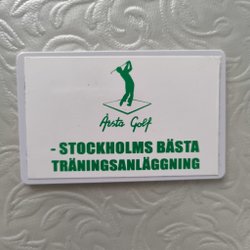 Årsta Golf
- STOCKHOLMS BÄSTA
TRÄNINGSANLÄGGNING